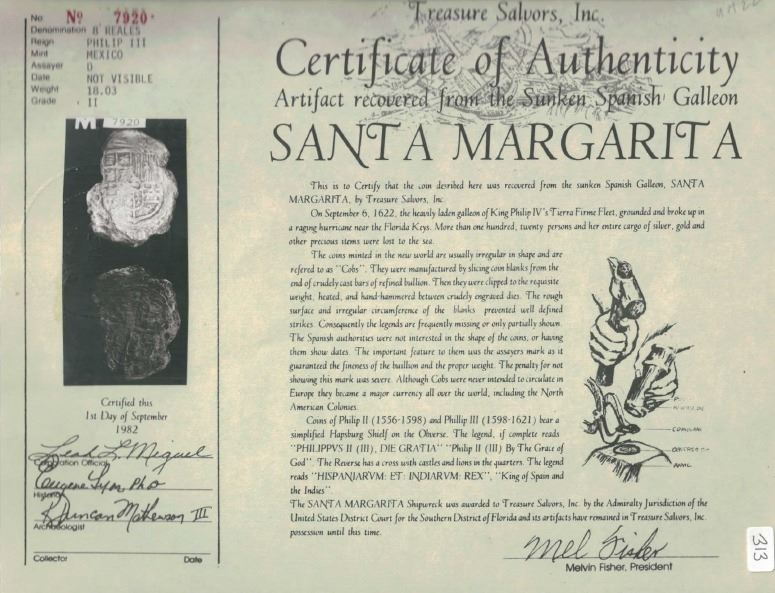 No. Nº 7920
Denomination 8 REALES
Reign PHILIP III
Mint MEXICO
Assayer D
Date NOT VISIBLE
Weight 18.03
Grade II
M 7920
Certified this
1st Day of September
1982
Leah L. Miguel
Corporation Official
Eugene Lyon PhD
Historian
R Duncan Mathewson III
Archaeologist
Collector Date
Treasure Salvors, Inc.
Certificate of Authenticity
Artifact recovered from the Sunken Spanish Galleon
SANTA MARGARITA
This is to Certify that the coin desribed here was recovered from the sunken Spanish Galleon, SANTA
MARGARITA, by Treasure Salvors, Inc.
On September 6, 1622, the heavily laden galleon of King Philip IV's Tierra Firme Fleet, grounded and broke up in
a raging hurricane near the Florida Keys. More than one hundred, twenty persons and her entire cargo of silver, gold and
other precious items were lost to the sea.
The coins minted in the new world are usually irregular in shape and are
refered to as "Cobs". They were manufactured by slicing coin blanks from the
end of crudely cast bars of refined bullion. Then they were clipped to the requisite
weight, heated, and hand-hammered between crudely engraved dies. The rough
surface and irregular circumference of the blanks prevented well defined
strikes. Consequently the legends are frequently missing or only partially shown.
The Spanish authorities were not interested in the shape of the coins, or having
them show dates. The important feature to them was the assayers mark as it
guaranteed the fineness of the buillion and the proper weight. The penalty for not
showing this mark was severe. Although Cobs were never intended to circulate in
Europe they became a major currency all over the world, including the North
American Colonies.
Coins of Philip II (1556-1598) and Phillip III (1598-1621) bear a
simplified Hapsburg Shielf on the Obverse. The legend, if complete reads
"PHILIPPVS II (III), DIE GRATIA" "Philip II (III) By The Grace of
God". The Reverse has a cross with castles and lions in the quarters. The legend
reads "HISPANIARVM: ET: INDIARVM: REX", "King of Spain and
the Indies".
The SANTA MARGARITA Shipwreck was awarded to Treasure Salvors, Inc. by the Admiralty Jurisdiction of the
United States District Court for the Southern District of Florida and its artifacts have remained in Treasure Salvors, Inc.
possession until this time.
Mel Fisher
Melvin Fisher, President
313